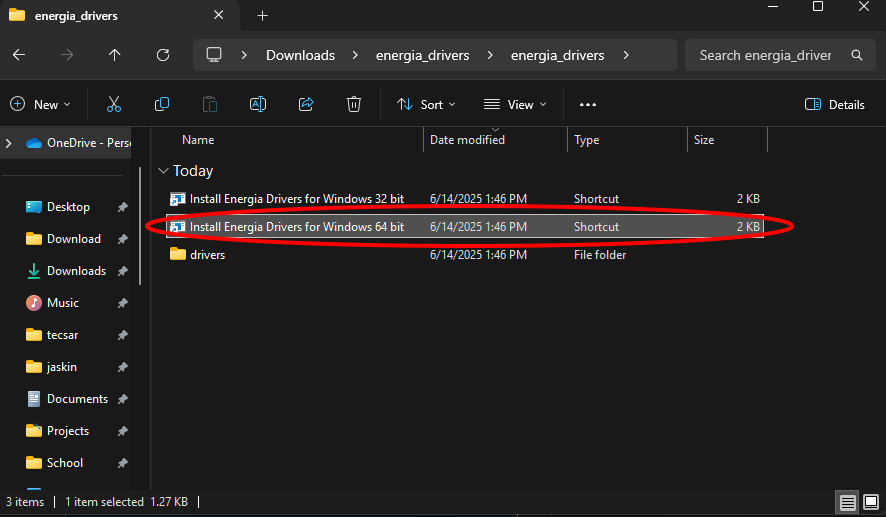 energia_drivers
Downloads energia_drivers energia_drivers Search energia_driver
New Sort View Details
OneDrive - Perso
Name Date modified Type Size
Today
Install Energia Drivers for Windows 32 bit 6/14/2025 1:46 PM Shortcut 2 KB
Install Energia Drivers for Windows 64 bit 6/14/2025 1:46 PM Shortcut 2 KB
drivers 6/14/2025 1:46 PM File folder
Desktop
Download
Downloads
Music
tecsar
jaskin
Documents
Projects
School
3 items 1 item selected 1.27 KB